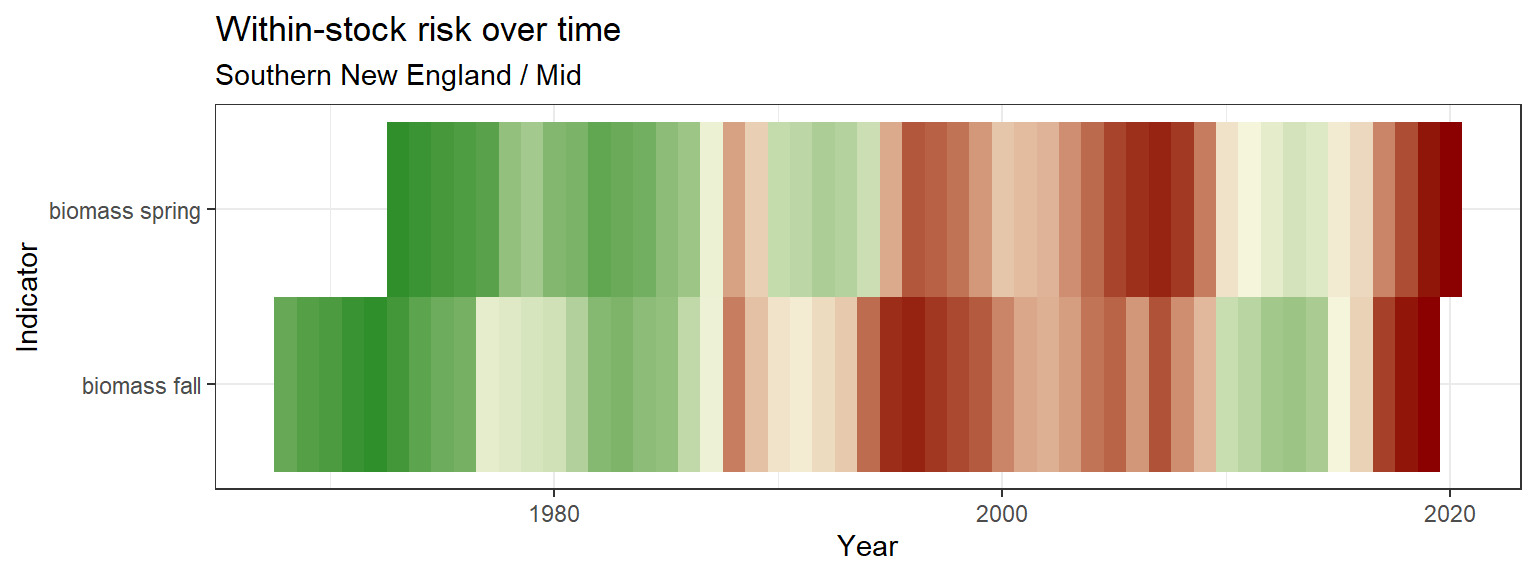 Within-stock risk over time
Southern New England / Mid
Indicator
biomass spring
biomass fall
1980
2000
2020
Year